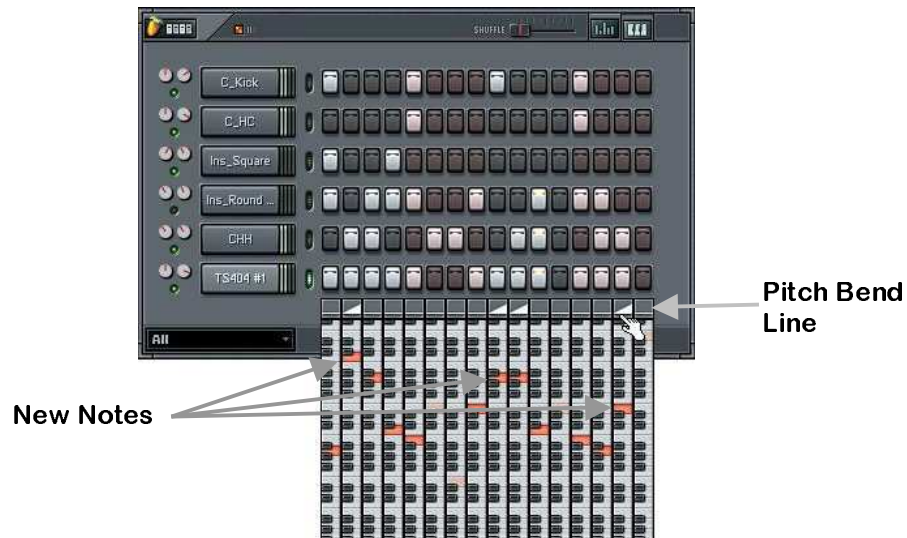 SHUFFLE
C_Kick
C_HC
Ins_Square
Ins_Round ...
CHH
TS404 #1
Pitch Bend
Line
All
New Notes